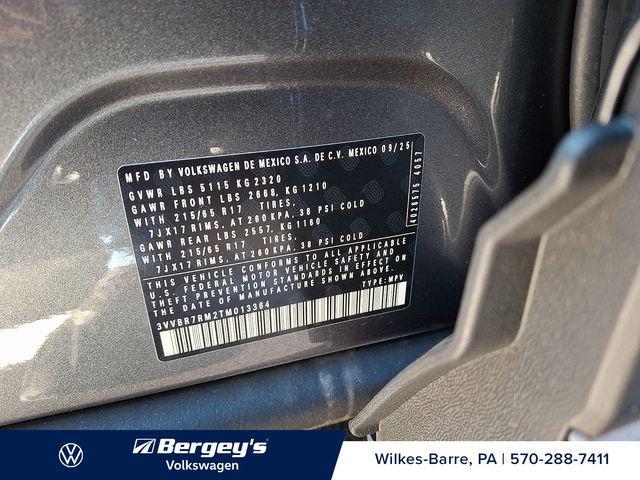 MFD BY VOLKSWAGEN DE MEXICO S.A. DE C.V. MEXICO 09/25
GVWR LBS 5115 KG 2320
GAWR FRONT LBS 2668, KG 1210
WITH 215/65 R17 TIRES.
7JX17 RIMS. AT 260 KPA. 38 PSI COLD
GAWR REAR LBS 2557, KG 1160
WITH 215/65 R17. TIRES.
7JX17 RIMS. AT 260 KPA. 38 PSI COLD
THIS VEHICLE CONFORMS TO ALL APPLICABLE
U.S. FEDERAL MOTOR VEHICLE SAFETY AND
THEFT PREVENTION STANDARDS IN EFFECT ON
THE DATE OF MANUFACTURE SHOWN ABOVE.
3VVBR7RM2TM013364 TYPE: MPV
4028575 4057
Bergey's
Volkswagen
Wilkes-Barre, PA | 570-288-7411